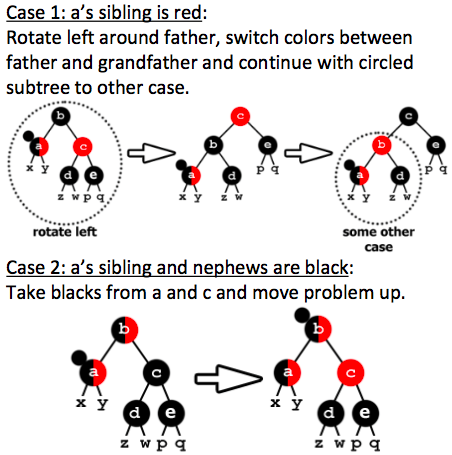 Case 1: a's sibling is red:
Rotate left around father, switch colors between
father and grandfather and continue with circled
subtree to other case.
b c b
a c b e b e
x y d e a d p q a d p q
z w p q x y z w x y z w
rotate left some other
case
Case 2: a's sibling and nephews are black:
Take blacks from a and c and move problem up.
b b
a c a c
x y d e x y d e
z w p q z w p q